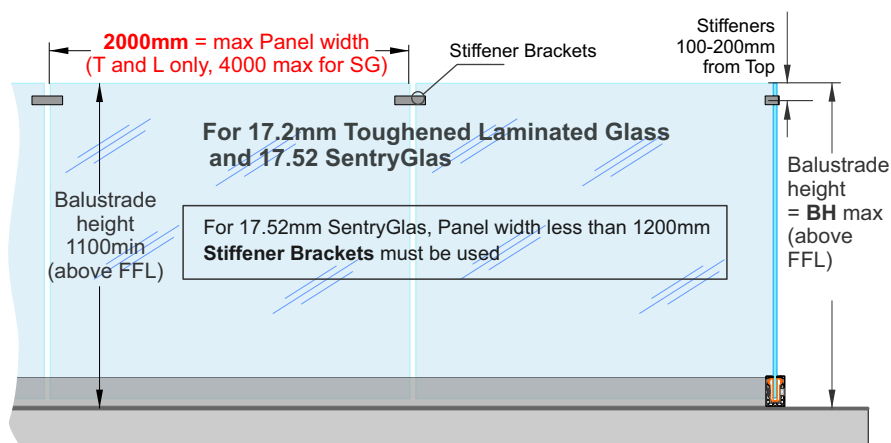 2000mm = max Panel width
(T and L only, 4000 max for SG)
Stiffener Brackets
Stiffeners
100-200mm
from Top
For 17.2mm Toughened Laminated Glass
and 17.52 SentryGlas
Balustrade
height
1100min
(above FFL)
For 17.52mm SentryGlas, Panel width less than 1200mm
Stiffener Brackets must be used
Balustrade
height
= BH max
(above
FFL)